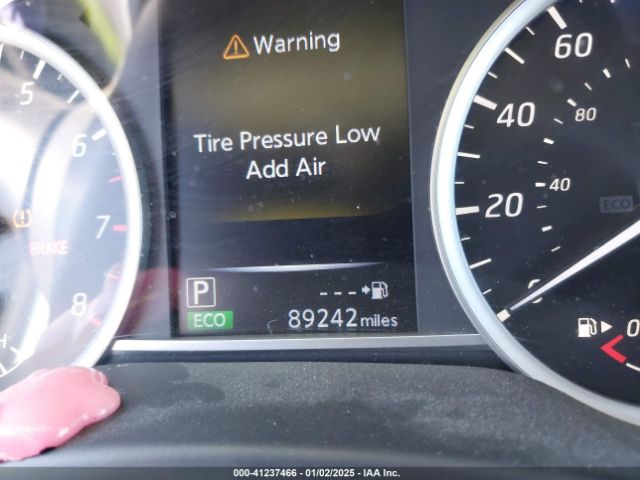 Warning
Tire Pressure Low
Add Air
P
ECO
---
89242 miles
5
6
7
8
BRAKE
H
60
40
80
20
40
ECO
0
0
000-41237466 | 01/02/2025 | IAA Inc.